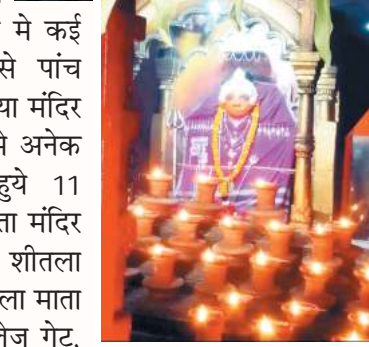 मे कई
से पांच
मंदिर
अनेक
हुये 11
मंदिर
शीतला
माता
गेट,